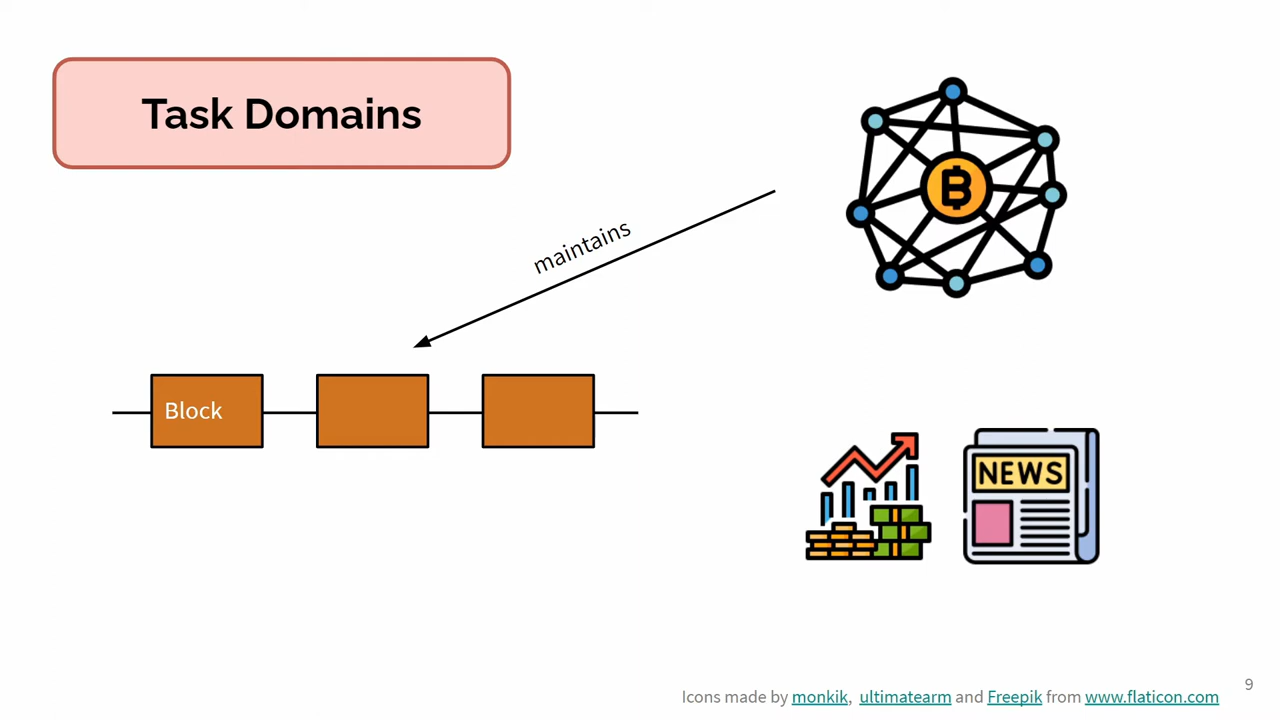 Task Domains
maintains
Block
NEWS
Icons made by monkik, ultimatearm and Freepik from www.flaticon.com
9